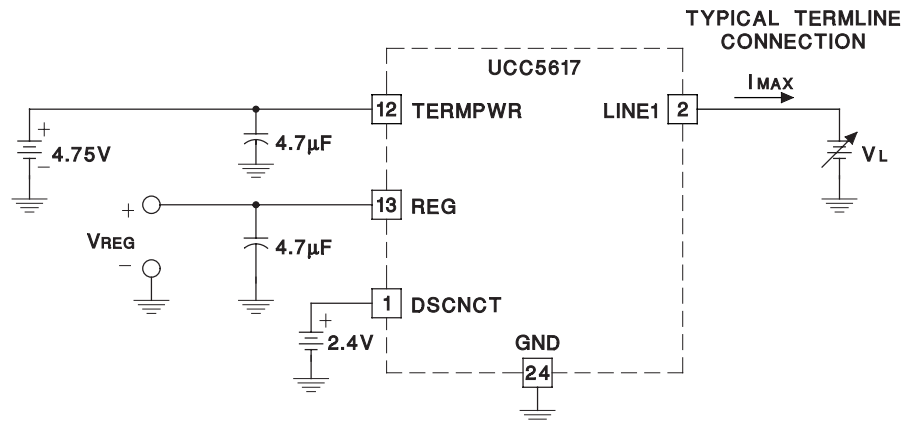 TYPICAL TERMLINE
CONNECTION
UCC5617
IMAX
12 TERMPWR
LINE1 2
+
4.75V
-
4.7µF
VL
+
13 REG
VREG
4.7µF
-
1 DSCNCT
+
2.4V
GND
24